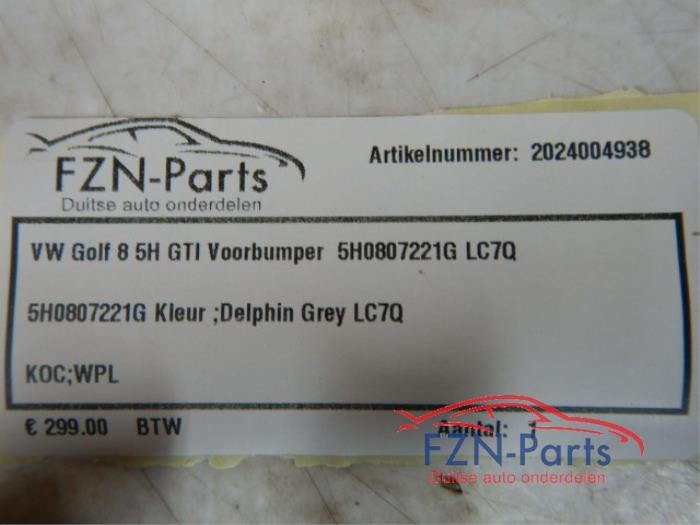 FZN-Parts
Duitse auto onderdelen
Artikelnummer: 2024004938
VW Golf 8 5H GTI Voorbumper 5H0807221G LC7Q
5H0807221G Kleur ;Delphin Grey LC7Q
KOC;WPL
€ 299.00 BTW
Aantal: 1
FZN-Parts
Duitse auto onderdelen